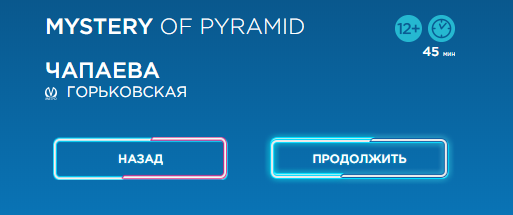 MYSTERY OF PYRAMID
12+
45 мин
ЧАПАЕВА
ГОРЬКОВСКАЯ
НАЗАД
ПРОДОЛЖИТЬ